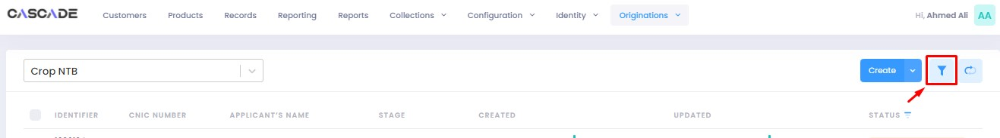 CASCADE Customers Products Records Reporting Reports Collections Configuration Identity Originations Hi, Ahmed Ali AA
Crop NTB Create
IDENTIFIER CNIC NUMBER APPLICANT'S NAME STAGE CREATED UPDATED STATUS